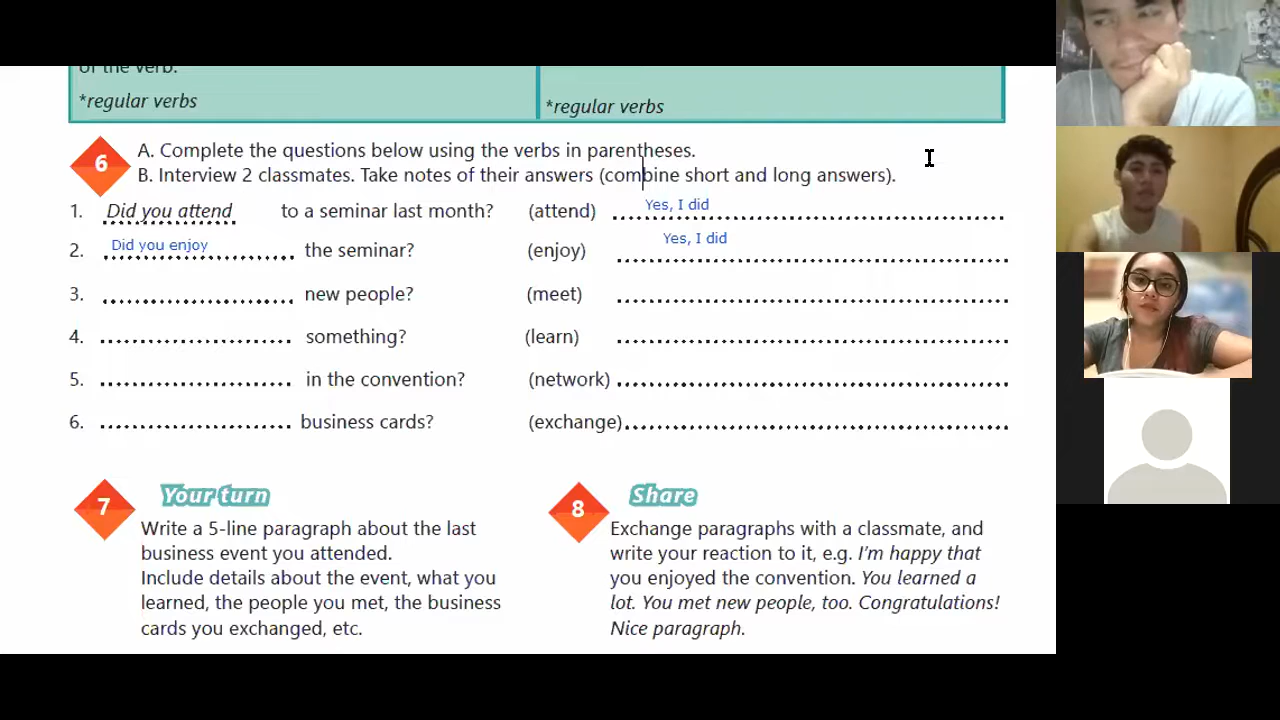 of the verb.
*regular verbs
*regular verbs
6
A. Complete the questions below using the verbs in parentheses.
B. Interview 2 classmates. Take notes of their answers (combine short and long answers).
1. Did you attend to a seminar last month? (attend) Yes, I did
2. Did you enjoy the seminar? (enjoy) Yes, I did
3. new people? (meet)
4. something? (learn)
5. in the convention? (network)
6. business cards? (exchange)
7 Your turn
Write a 5-line paragraph about the last
business event you attended.
Include details about the event, what you
learned, the people you met, the business
cards you exchanged, etc.
8 Share
Exchange paragraphs with a classmate, and
write your reaction to it, e.g. I'm happy that
you enjoyed the convention. You learned a
lot. You met new people, too. Congratulations!
Nice paragraph.